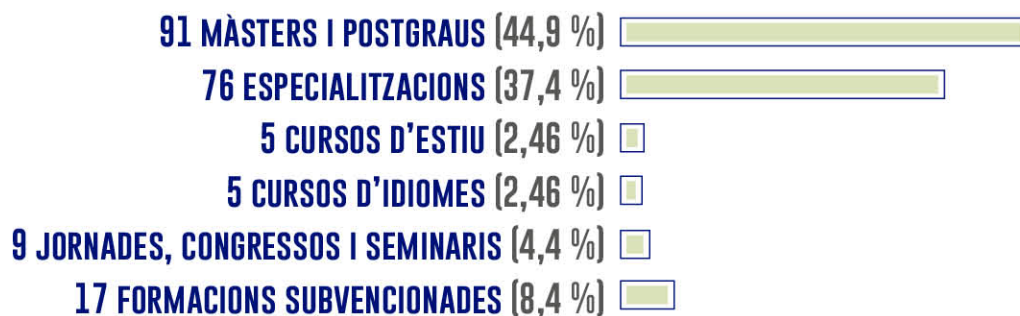 91 MÀSTERS I POSTGRAUS (44,9 %)
76 ESPECIALITZACIONS (37,4 %)
5 CURSOS D'ESTIU (2,46 %)
5 CURSOS D'IDIOMES (2,46 %)
9 JORNADES, CONGRESSOS I SEMINARIS (4,4 %)
17 FORMACIONS SUBVENCIONADES (8,4 %)